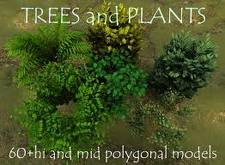 TREES and PLANTS
60+hi and mid polygonal models